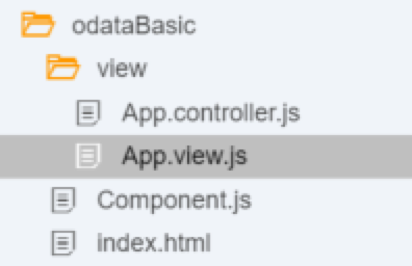 odataBasic
view
App.controller.js
App.view.js
Component.js
index.html